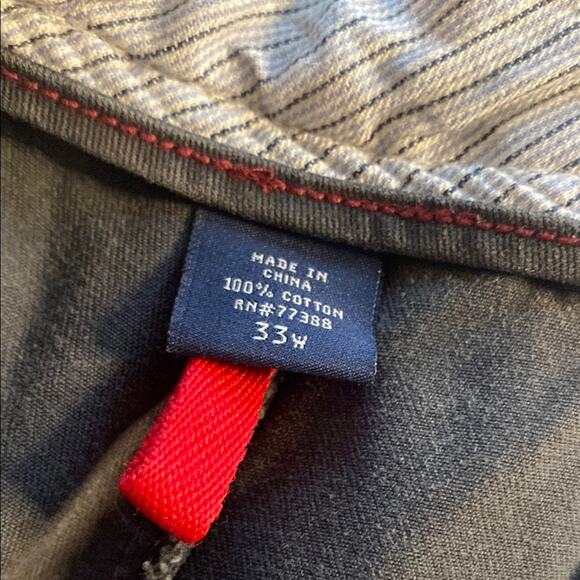 MADE IN
CHINA
100% COTTON
RN#77388
33W